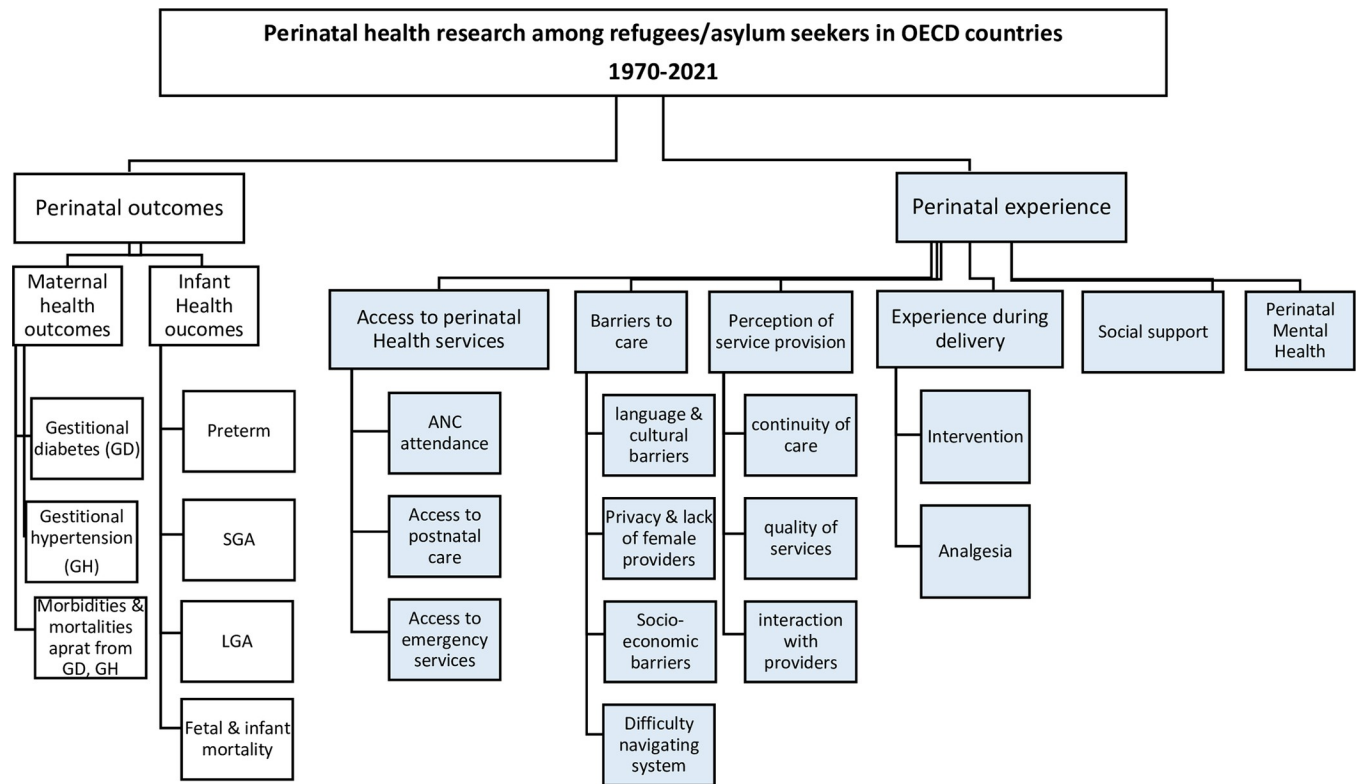 Perinatal health research among refugees/asylum seekers in OECD countries
1970-2021
Perinatal outcomes
Perinatal experience
Maternal
health
outcomes
Infant
Health
oucomes
Access to perinatal
Health services
Barriers to
care
Perception of
service provision
Experience during
delivery
Social support
Perinatal
Mental
Health
Gestitional
diabetes (GD)
Gestitional
hypertension
(GH)
Morbidities &
mortalities
aprat from
GD, GH
Preterm
SGA
LGA
Fetal & infant
mortality
ANC
attendance
Access to
postnatal
care
Access to
emergency
services
language &
cultural
barriers
Privacy & lack
of female
providers
Socio-
economic
barriers
Difficulty
navigating
system
continuity of
care
quality of
services
interaction
with
providers
Intervention
Analgesia